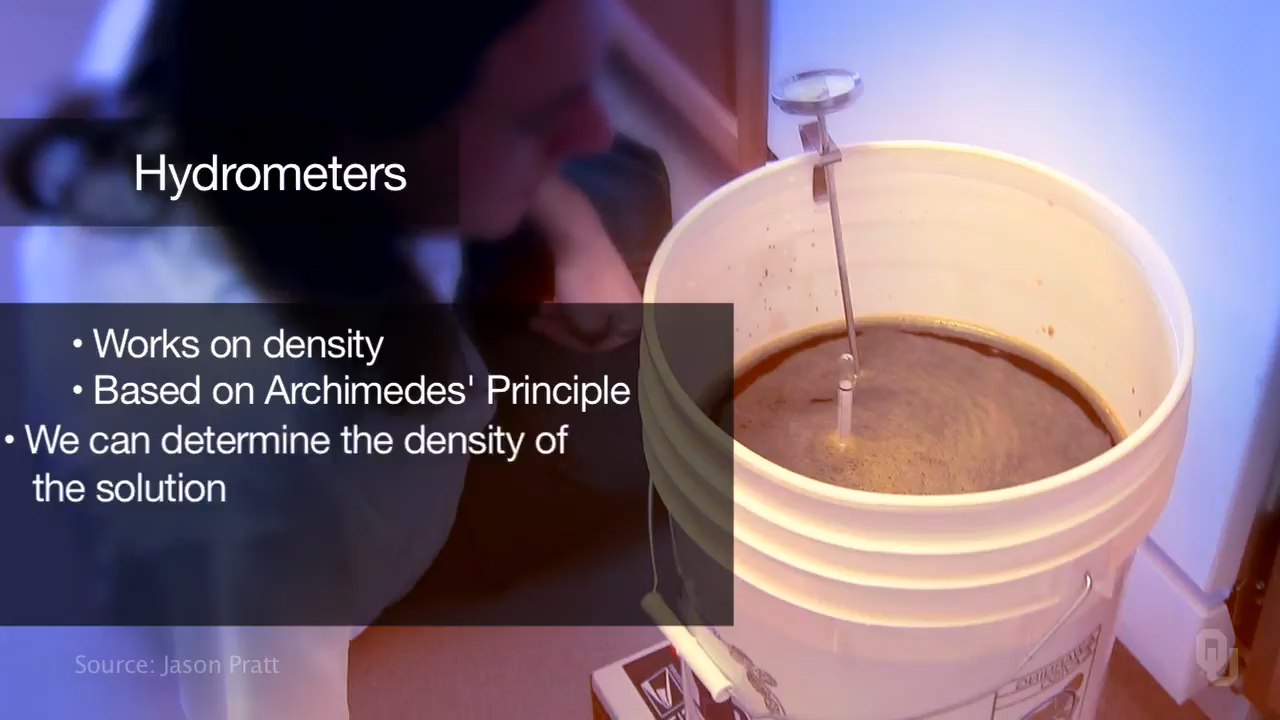 Hydrometers
• Works on density
• Based on Archimedes' Principle
• We can determine the density of
the solution
Source: Jason Pratt
OU